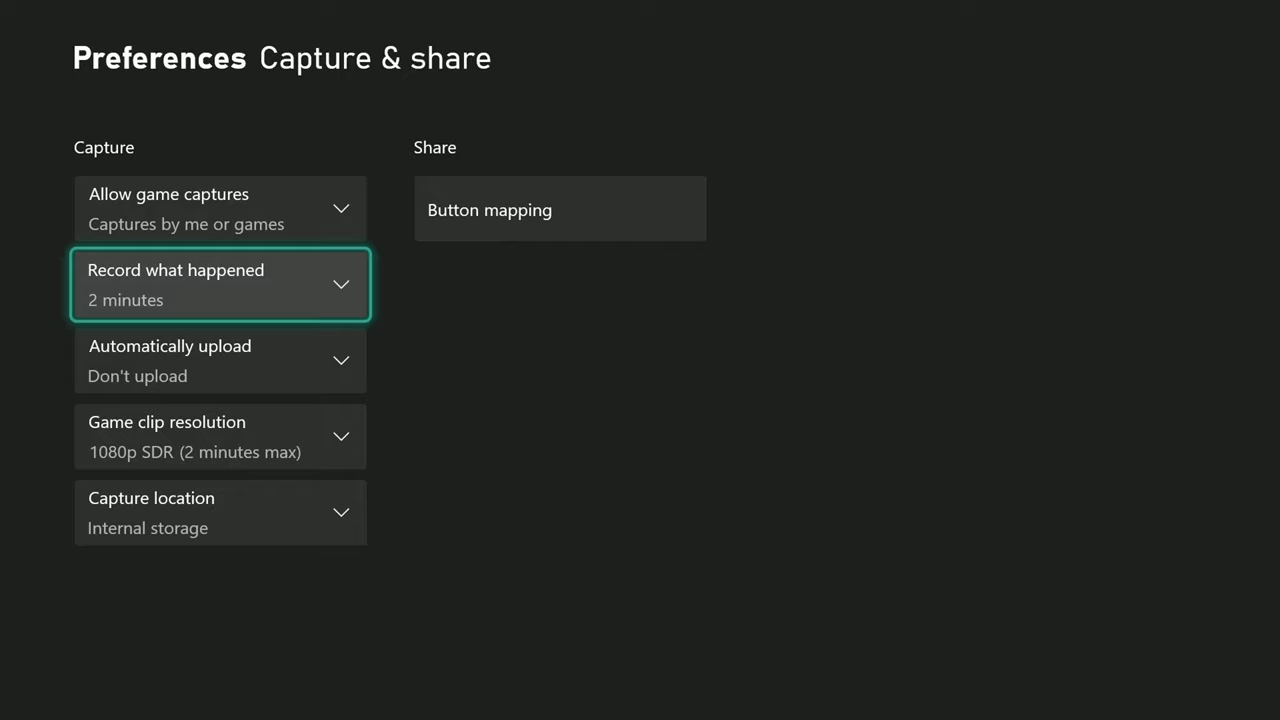 Preferences Capture & share
Capture
Allow game captures
Captures by me or games
Record what happened
2 minutes
Automatically upload
Don't upload
Game clip resolution
1080p SDR (2 minutes max)
Capture location
Internal storage
Share
Button mapping